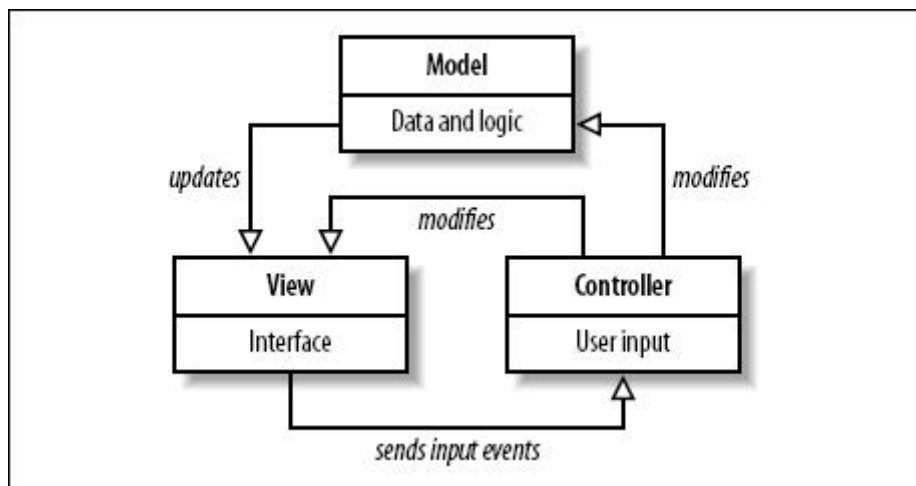 Model
Data and logic
updates
modifies
modifies
View
Interface
Controller
User input
sends input events